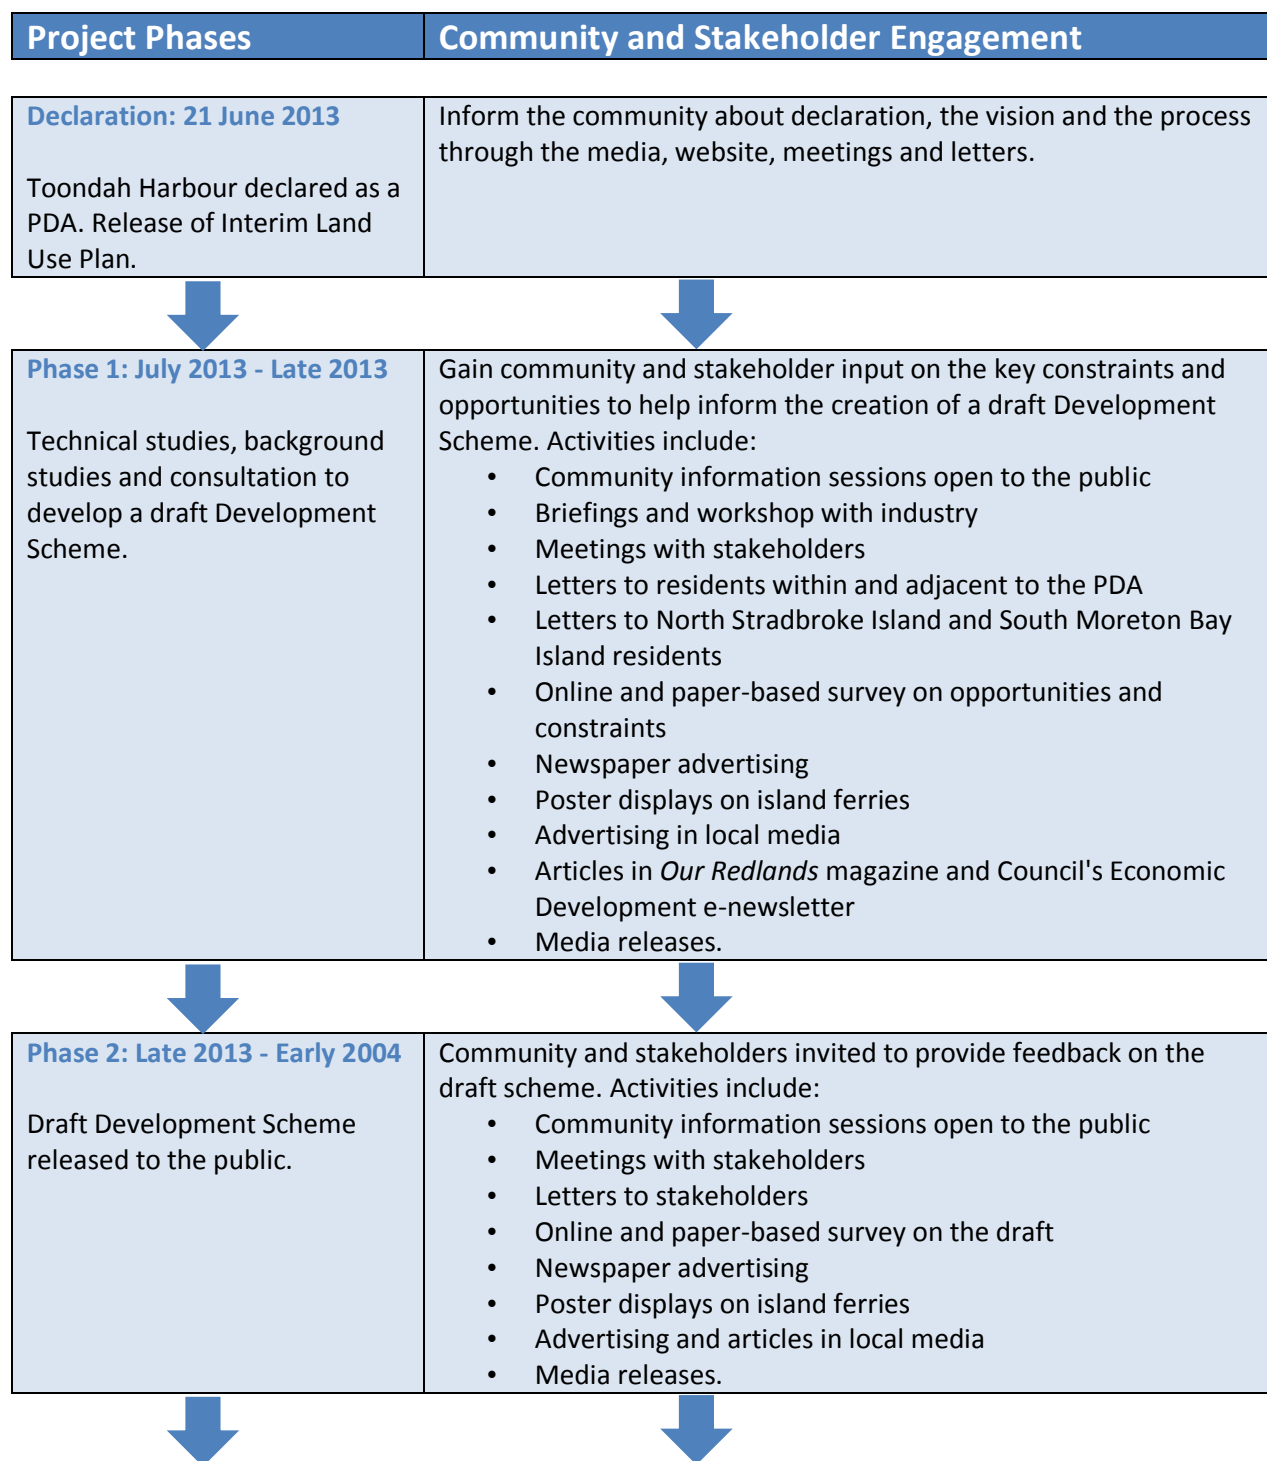 Project Phases
Community and Stakeholder Engagement
Declaration: 21 June 2013
Toondah Harbour declared as a
PDA. Release of Interim Land
Use Plan.
Inform the community about declaration, the vision and the process
through the media, website, meetings and letters.
Phase 1: July 2013 - Late 2013
Technical studies, background
studies and consultation to
develop a draft Development
Scheme.
Gain community and stakeholder input on the key constraints and
opportunities to help inform the creation of a draft Development
Scheme. Activities include:
• Community information sessions open to the public
• Briefings and workshop with industry
• Meetings with stakeholders
• Letters to residents within and adjacent to the PDA
• Letters to North Stradbroke Island and South Moreton Bay
Island residents
• Online and paper-based survey on opportunities and
constraints
• Newspaper advertising
• Poster displays on island ferries
• Advertising in local media
• Articles in Our Redlands magazine and Council's Economic
Development e-newsletter
• Media releases.
Phase 2: Late 2013 - Early 2004
Draft Development Scheme
released to the public.
Community and stakeholders invited to provide feedback on the
draft scheme. Activities include:
• Community information sessions open to the public
• Meetings with stakeholders
• Letters to stakeholders
• Online and paper-based survey on the draft
• Newspaper advertising
• Poster displays on island ferries
• Advertising and articles in local media
• Media releases.